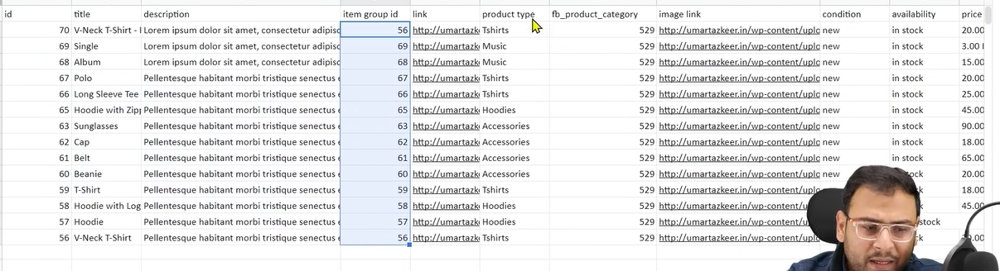 id title description item group id link product type fb_product_category image link condition availability price
70 V-Neck T-Shirt - Lorem ipsum dolor sit amet, consectetur 56 http://umartazk Tshirts 529 http://umartazkeer.in/wp-content/uplo new in stock 20.00
69 Single Lorem ipsum dolor sit amet, consectetur 69 http://umartazk Music 529 http://umartazkeer.in/wp-content/uplo new in stock 3.00
68 Album Lorem ipsum dolor sit amet, consectetur 68 http://umartazk Music 529 http://umartazkeer.in/wp-content/uplo new in stock 15.00
67 Polo Pellentesque habitant morbi tristique senectus e 67 http://umartazk Tshirts 529 http://umartazkeer.in/wp-content/uplo new in stock 20.00
66 Long Sleeve Tee Pellentesque habitant morbi tristique senectus e 66 http://umartazk Tshirts 529 http://umartazkeer.in/wp-content/uplo new in stock 25.00
65 Hoodie with Zipp Pellentesque habitant morbi tristique senectus e 65 http://umartazk Hoodies 529 http://umartazkeer.in/wp-content/uplo new in stock 45.00
63 Sunglasses Pellentesque habitant morbi tristique senectus e 63 http://umartazk Accessories 529 http://umartazkeer.in/wp-content/uplo new in stock 90.00
62 Cap Pellentesque habitant morbi tristique senectus e 62 http://umartazk Accessories 529 http://umartazkeer.in/wp-content/uplo new in stock 18.00
61 Belt Pellentesque habitant morbi tristique senectus e 61 http://umartazk Accessories 529 http://umartazkeer.in/wp-content/uplo new in stock 65.00
60 Beanie Pellentesque habitant morbi tristique senectus e 60 http://umartazk Accessories 529 http://umartazkeer.in/wp-content/uplo new 20.00
59 T-Shirt Pellentesque habitant morbi tristique senectus e 59 http://umartazk Tshirts 529 http://umartazkeer.in/wp-content/uplo 18.00
58 Hoodie with Log Pellentesque habitant morbi tristique senectus e 58 http://umartazk Hoodies 529 http://umartazkeer.in/wp-content/uplo 45.00
57 Hoodie Pellentesque habitant morbi tristique senectus e 57 http://umartazk Hoodies 529 http://umartazkeer.in/wp-content/u stock
56 V-Neck T-Shirt Pellentesque habitant morbi tristique senectus e 56 http://umartazk Tshirts 529 http://umartazkeer.in/wp-content/u